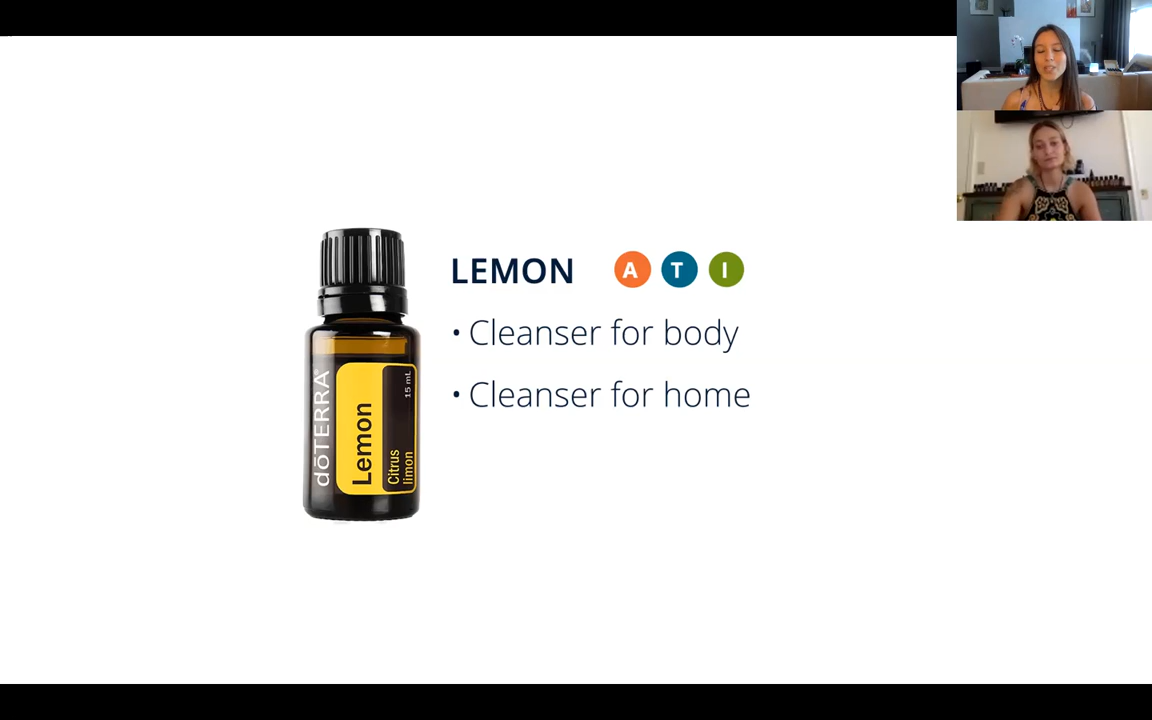 LEMON A T I
• Cleanser for body
• Cleanser for home
dōTERRA®
Lemon
Citrus
limon
15 mL